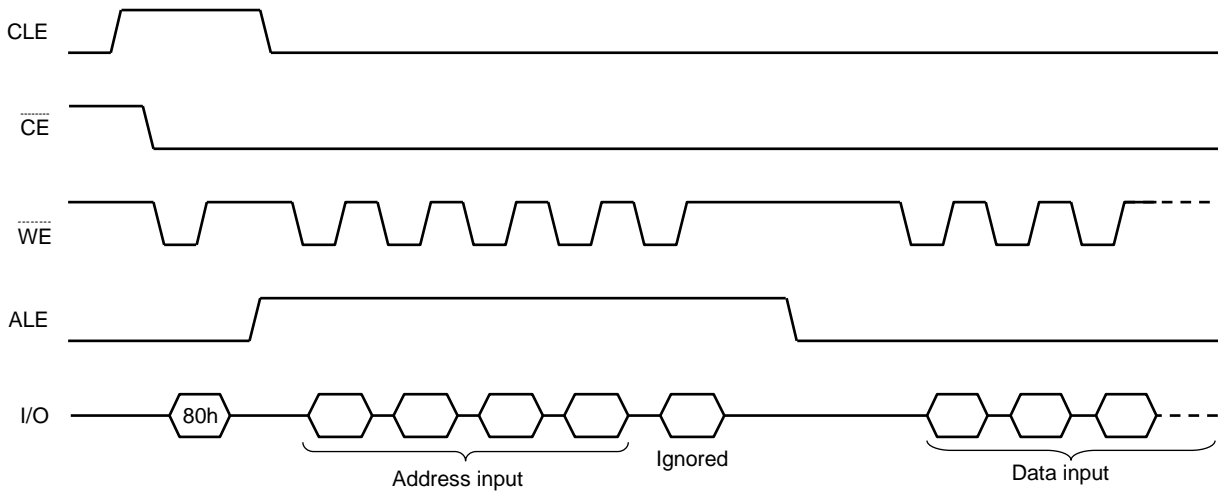 CLE
CE
WE
ALE
I/O
80h
Address input
Ignored
Data input